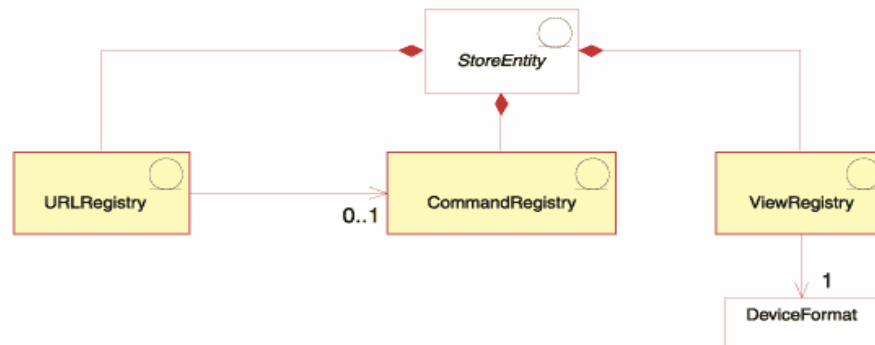 StoreEntity
URLRegistry
0..1
CommandRegistry
ViewRegistry
1
DeviceFormat